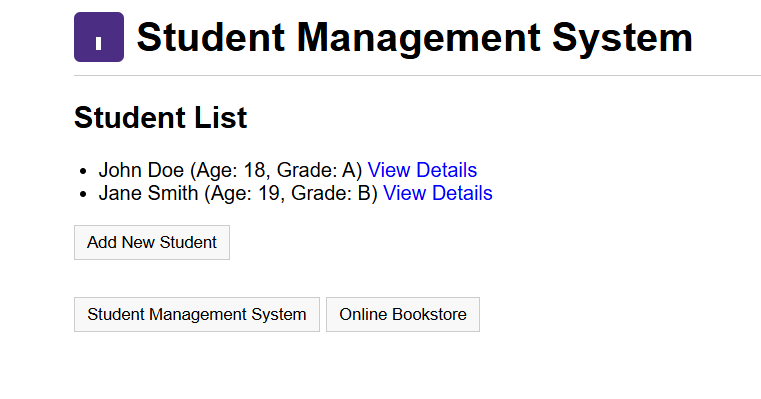 Student Management System
Student List
John Doe (Age: 18, Grade: A) View Details
Jane Smith (Age: 19, Grade: B) View Details
Add New Student
Student Management System Online Bookstore